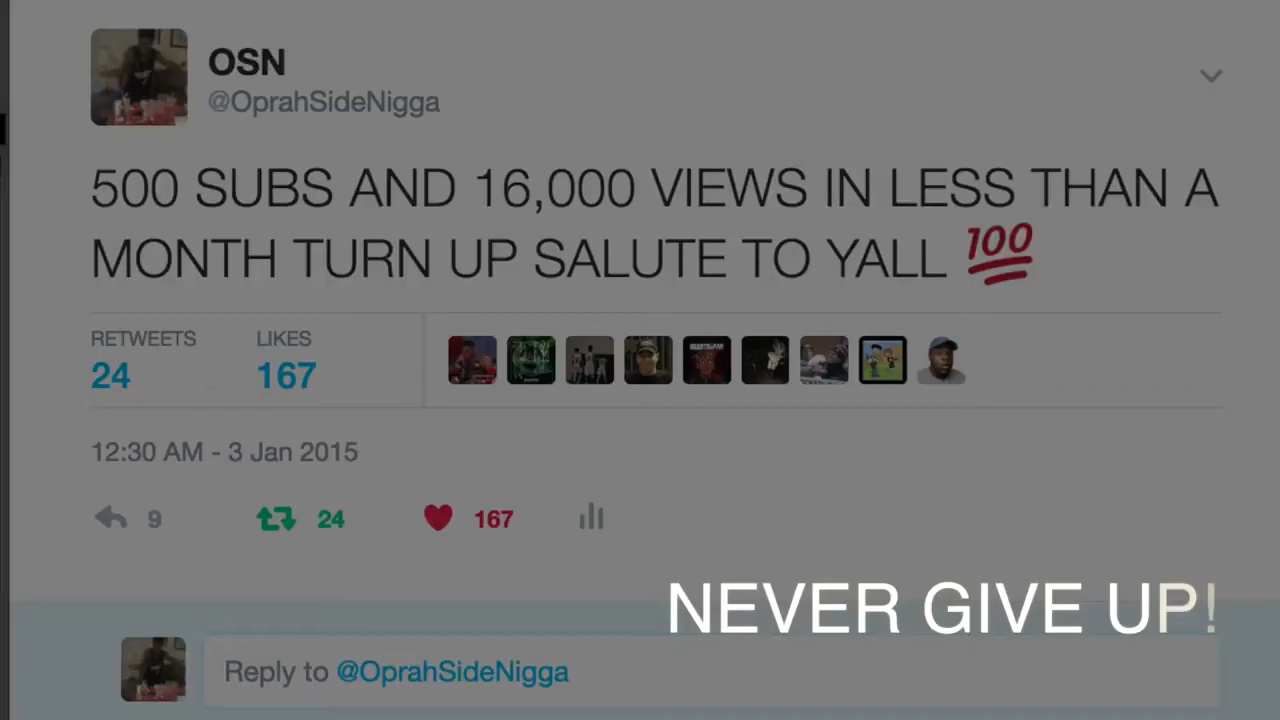 OSN
@OprahSideNigga
500 SUBS AND 16,000 VIEWS IN LESS THAN A
MONTH TURN UP SALUTE TO YALL 💯
RETWEETS LIKES
24 167
12:30 AM - 3 Jan 2015
9 24 167
NEVER GIVE UP!
Reply to @OprahSideNigga